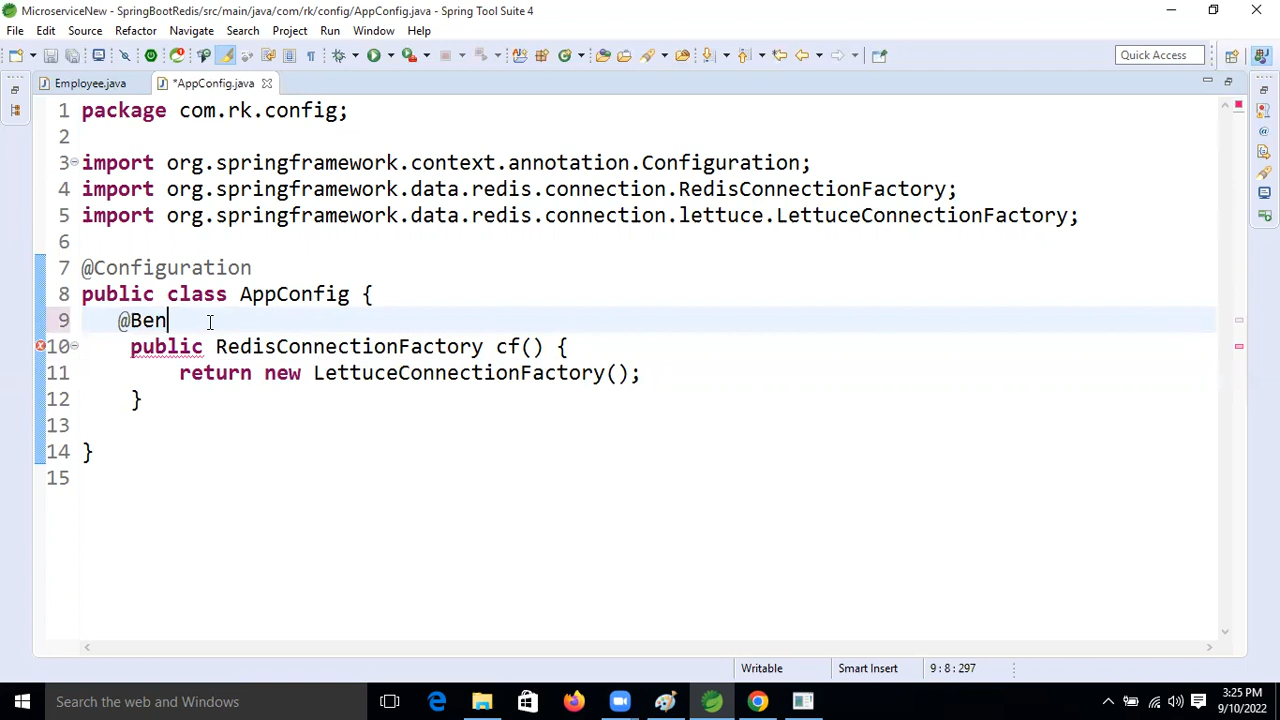 MicroserviceNew - SpringBootRedis/src/main/java/com/rk/config/AppConfig.java - Spring Tool Suite 4
File Edit Source Refactor Navigate Search Project Run Window Help
Quick Access
Employee.java *AppConfig.java
1 package com.rk.config;
2
3 import org.springframework.context.annotation.Configuration;
4 import org.springframework.data.redis.connection.RedisConnectionFactory;
5 import org.springframework.data.redis.connection.lettuce.LettuceConnectionFactory;
6
7 @Configuration
8 public class AppConfig {
9 @Ben
10 public RedisConnectionFactory cf() {
11 return new LettuceConnectionFactory();
12 }
13
14 }
15
Writable Smart Insert 9 : 8 : 297
Search the web and Windows
3:25 PM
9/10/2022